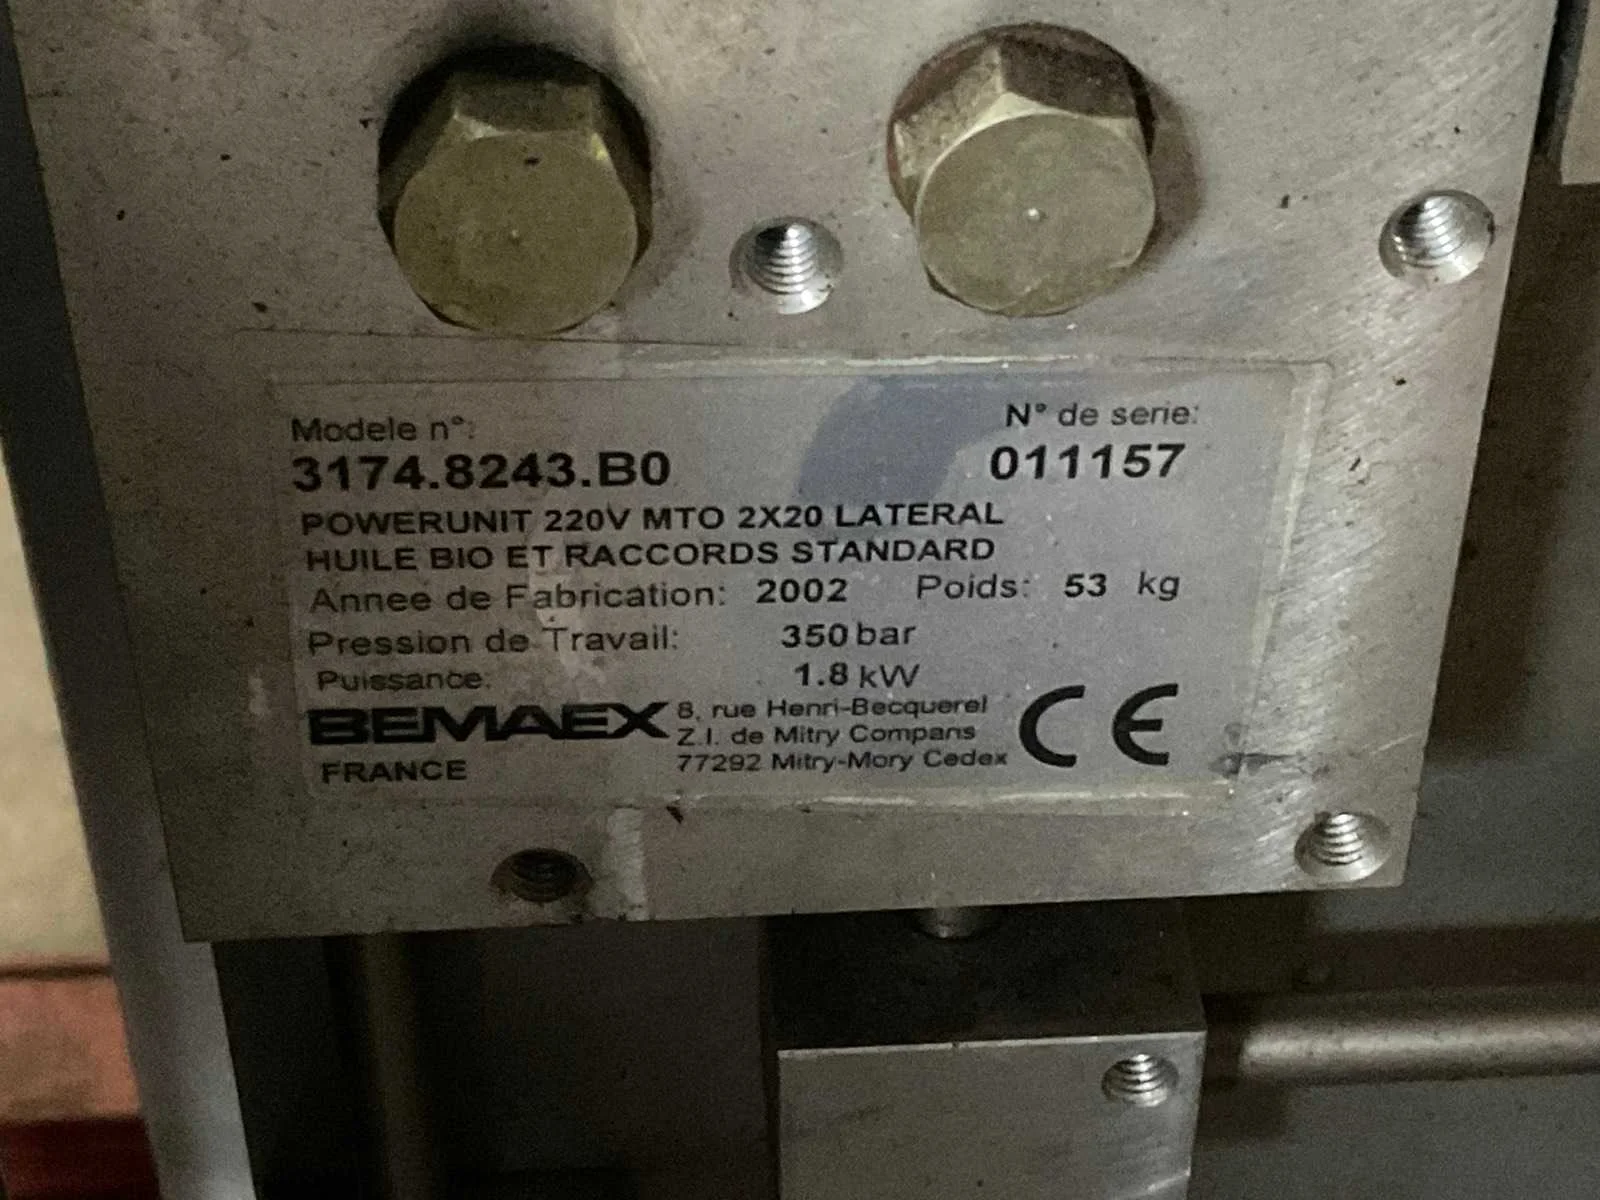 Modele n°:
N° de serie:
3174.8243.B0
011157
POWERUNIT 220V MTO 2X20 LATERAL
HUILE BIO ET RACCORDS STANDARD
Annee de Fabrication: 2002 Poids: 53 kg
Pression de Travail: 350 bar
Puissance: 1.8 kW
BEMAEX
FRANCE
8, rue Henri-Becquerel
Z.I. de Mitry Compans
77292 Mitry-Mory Cedex
CE